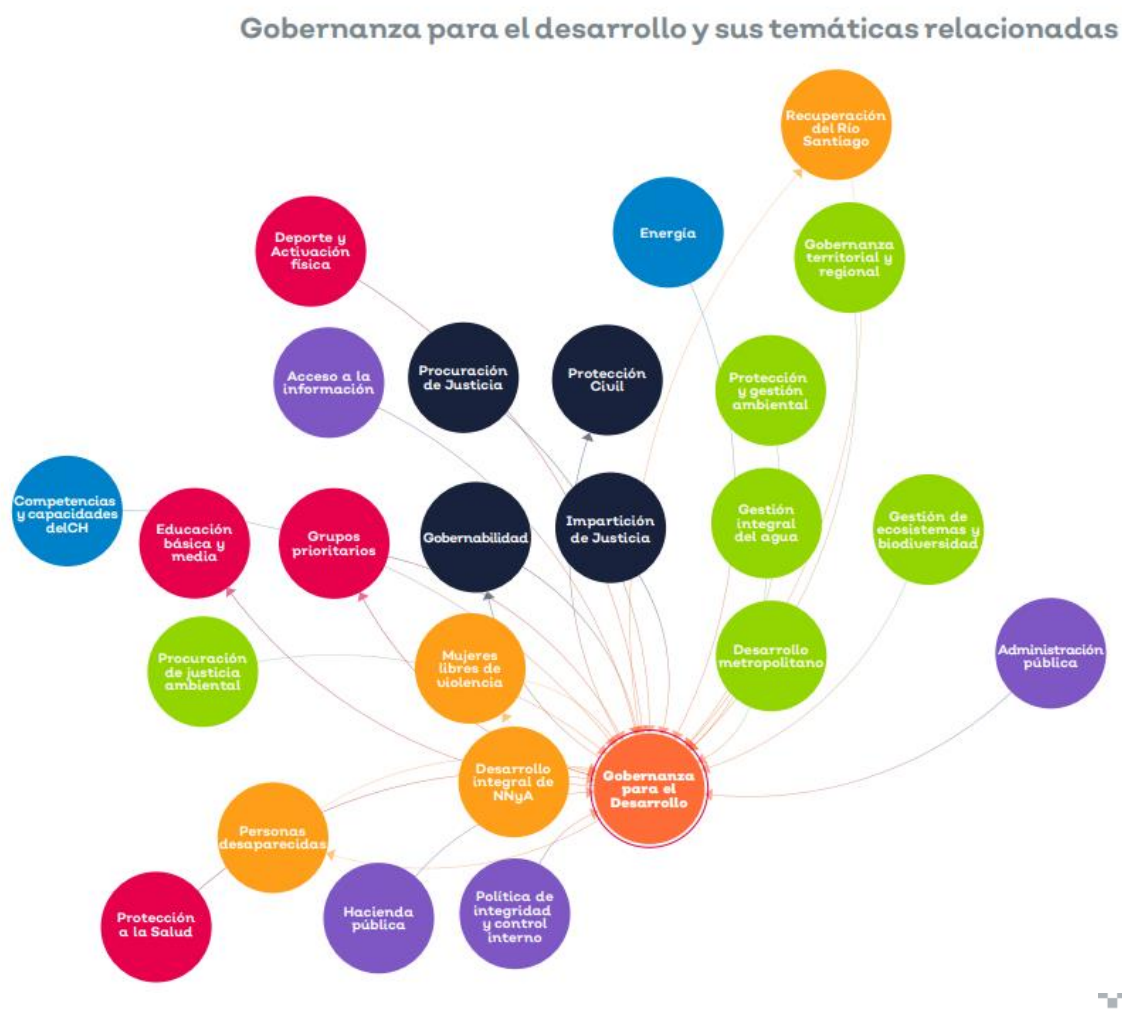 Gobernanza para el desarrollo y sus temáticas relacionadas
Recuperación
del Río
Santiago
Energía
Gobernanza
territorial y
regional
Deporte y
Activación
física
Acceso a la
información
Procuración
de Justicia
Protección
Civil
Protección
y gestión
ambiental
Competencias
y capacidades
delCH
Educación
básica y
media
Grupos
prioritarios
Gobernabilidad
Impartición
de Justicia
Gestión
integral
del agua
Gestión de
ecosistemas y
biodiversidad
Procuración
de justicia
ambiental
Mujeres
libres de
violencia
Desarrollo
metropolitano
Administración
pública
Desarrollo
integral de
NNyA
Gobernanza
para el
Desarrollo
Personas
desaparecidas
Protección
a la Salud
Hacienda
pública
Política de
integridad
y control
interno